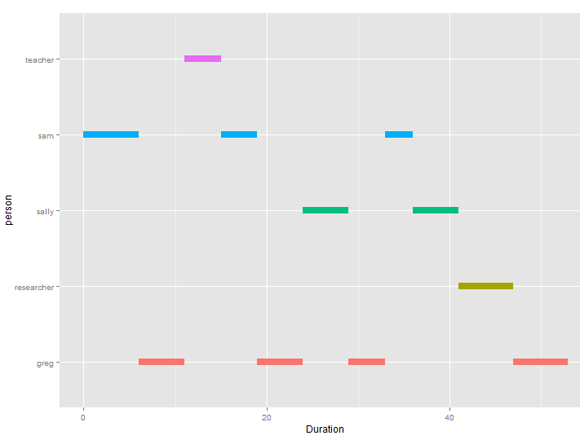 person
teacher
sam
sally
researcher
greg
0 20 40
Duration